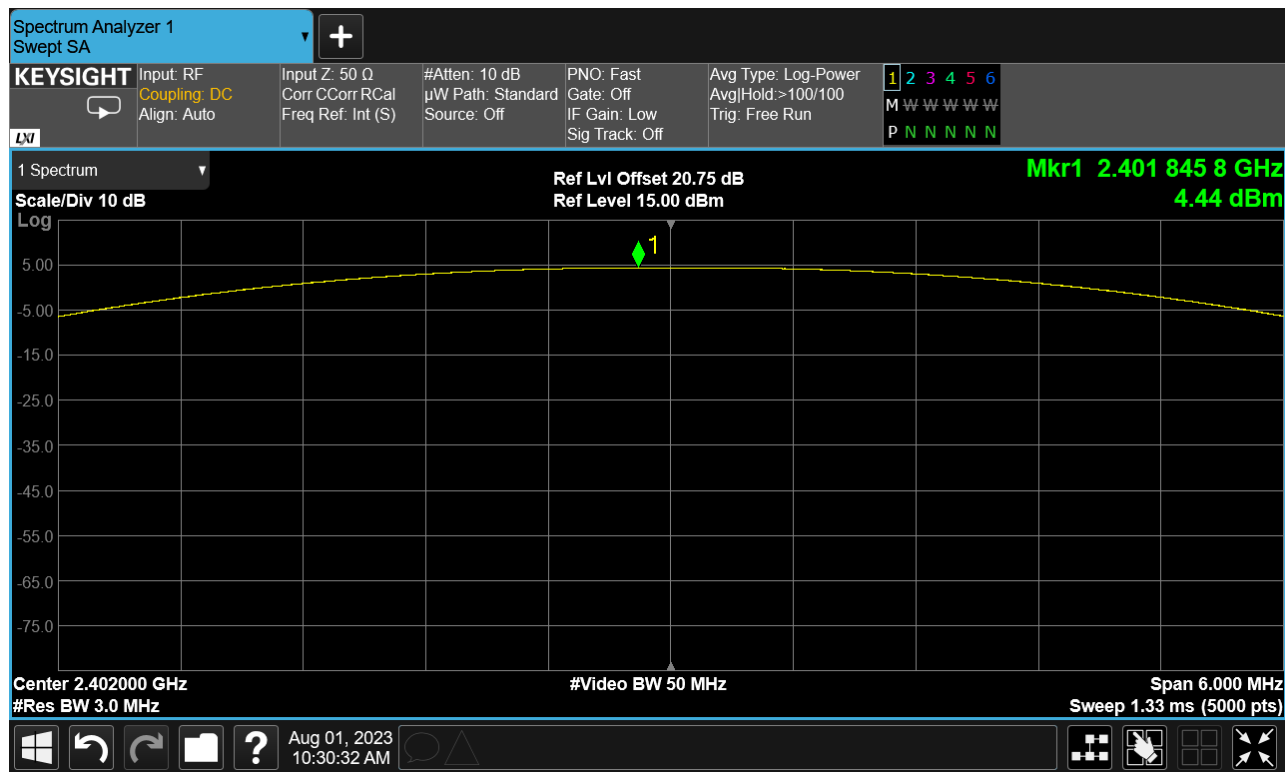 Spectrum Analyzer 1
Swept SA
KEYSIGHT
LXI
Input: RF
Coupling: DC
Align: Auto
Input Z: 50 Ω
Corr CCorr RCal
Freq Ref: Int (S)
#Atten: 10 dB
µW Path: Standard
Source: Off
PNO: Fast
Gate: Off
IF Gain: Low
Sig Track: Off
Avg Type: Log-Power
Avg|Hold:>100/100
Trig: Free Run
1 2 3 4 5 6
M W W W W W
P N N N N N
1 Spectrum
Scale/Div 10 dB
Log
Ref Lvl Offset 20.75 dB
Ref Level 15.00 dBm
Mkr1 2.401 845 8 GHz
4.44 dBm
1
5.00
-5.00
-15.0
-25.0
-35.0
-45.0
-55.0
-65.0
-75.0
Center 2.402000 GHz
#Video BW 50 MHz
Span 6.000 MHz
#Res BW 3.0 MHz
Sweep 1.33 ms (5000 pts)
?
Aug 01, 2023
10:30:32 AM